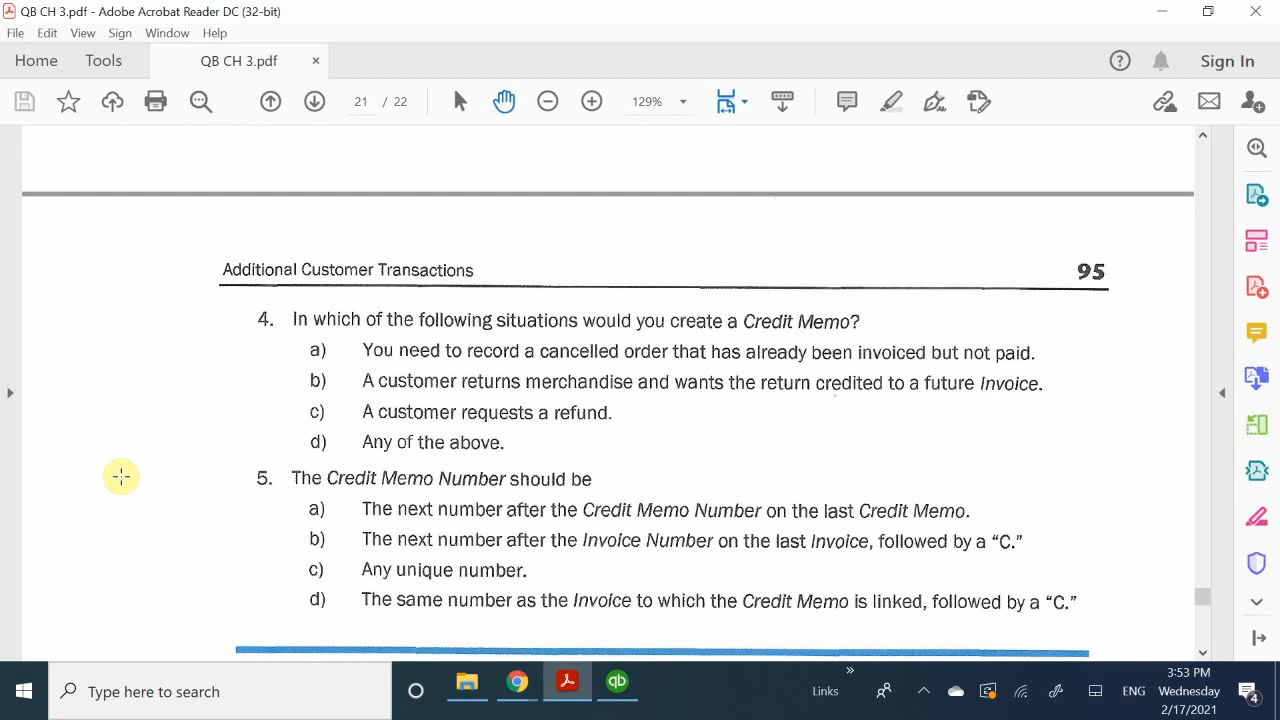 QB CH 3.pdf - Adobe Acrobat Reader DC (32-bit)
File Edit View Sign Window Help
Home Tools QB CH 3.pdf × Sign In
21 / 22 129%
Additional Customer Transactions 95
4. In which of the following situations would you create a Credit Memo?
a) You need to record a cancelled order that has already been invoiced but not paid.
b) A customer returns merchandise and wants the return credited to a future Invoice.
c) A customer requests a refund.
d) Any of the above.
5. The Credit Memo Number should be
a) The next number after the Credit Memo Number on the last Credit Memo.
b) The next number after the Invoice Number on the last Invoice, followed by a “C.”
c) Any unique number.
d) The same number as the Invoice to which the Credit Memo is linked, followed by a “C.”
Type here to search qb Links » ENG 3:53 PM
Wednesday 4
2/17/2021